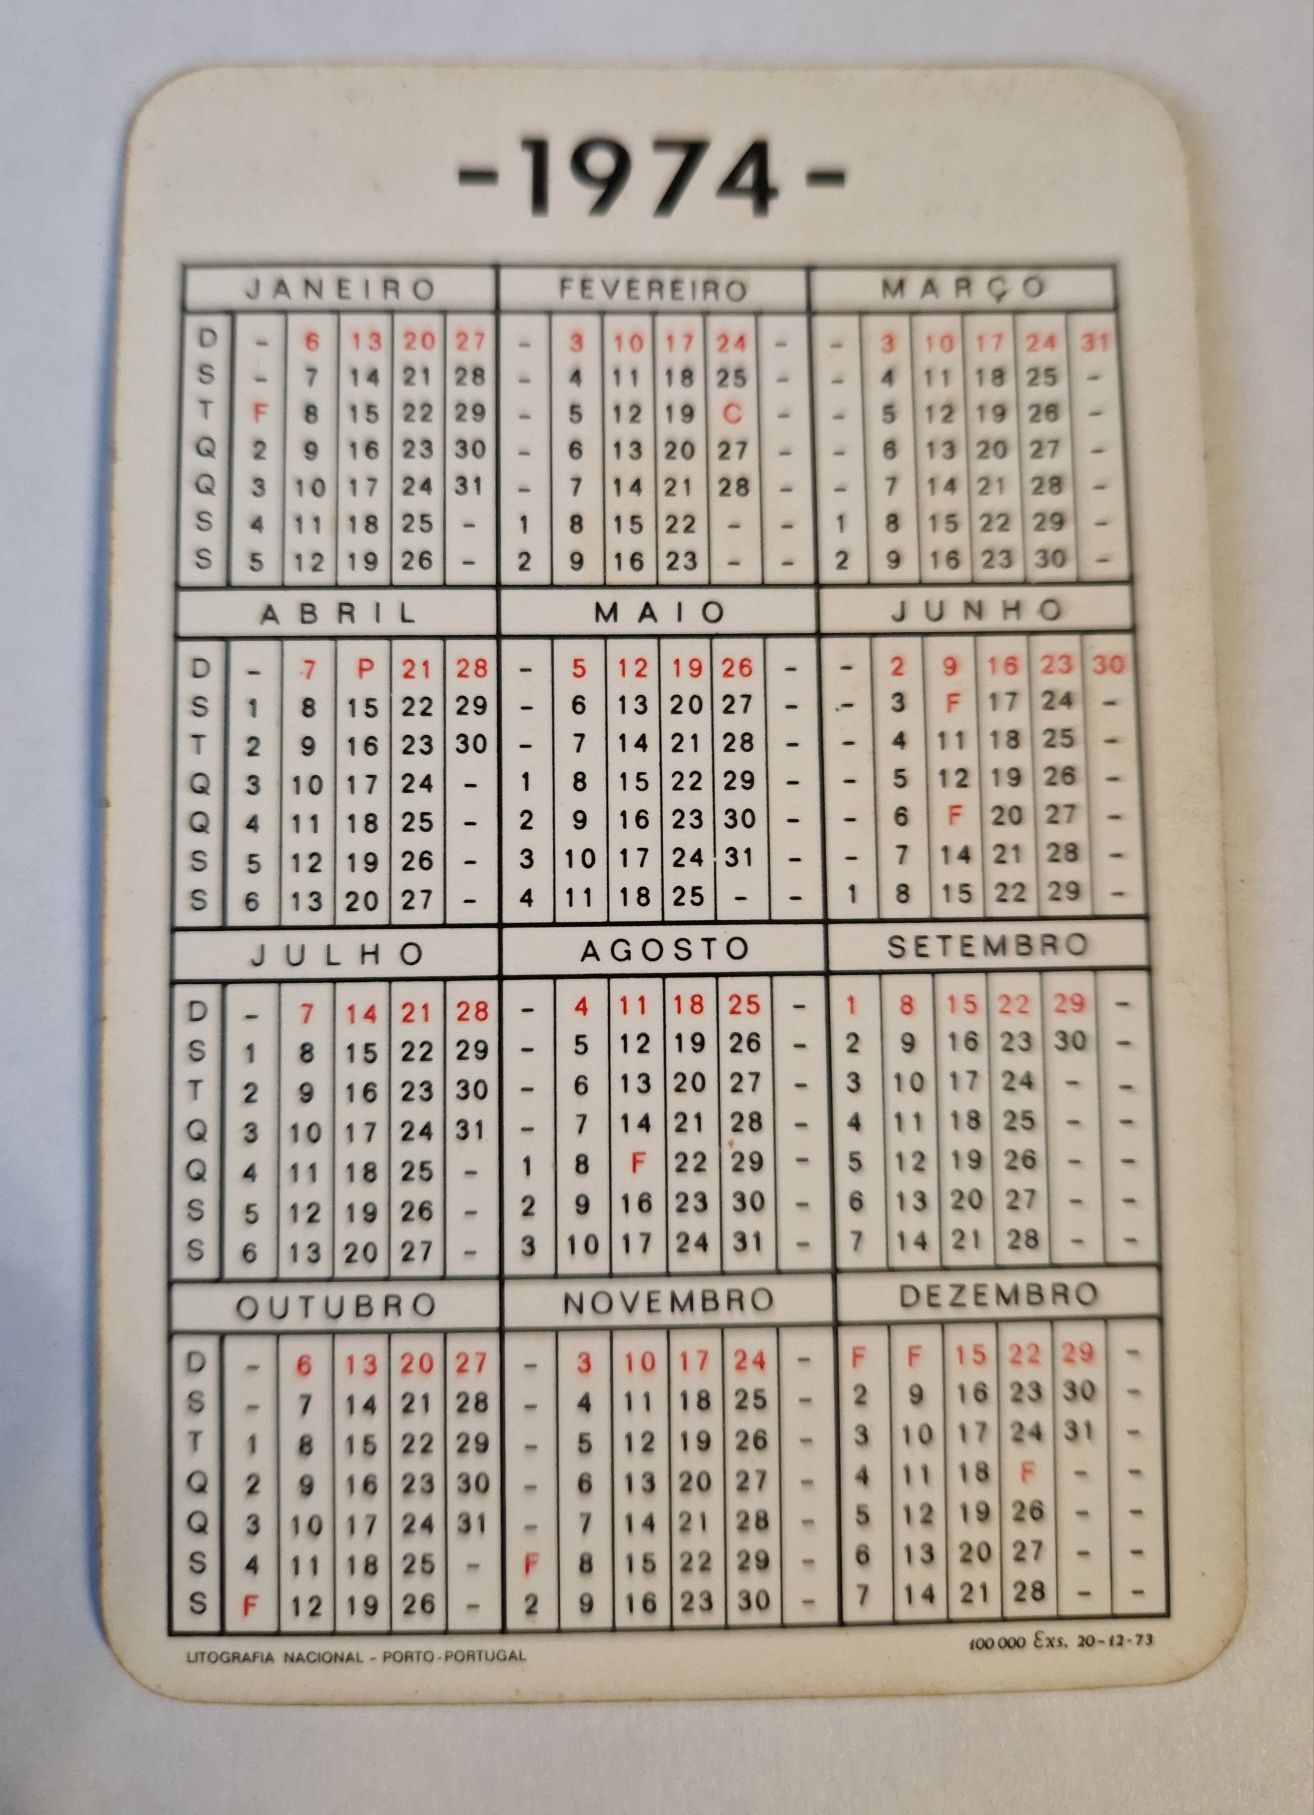 -1974-
JANEIRO FEVEREIRO MARÇO
D - 6 13 20 27 - 3 10 17 24 - - 3 10 17 24 31
S - 7 14 21 28 - 4 11 18 25 - - 4 11 18 25 -
T F 8 15 22 29 - 5 12 19 C - - 5 12 19 26 -
Q 2 9 16 23 30 - 6 13 20 27 - - 6 13 20 27 -
Q 3 10 17 24 31 - 7 14 21 28 - - 7 14 21 28 -
S 4 11 18 25 - 1 8 15 22 - - 1 8 15 22 29 -
S 5 12 19 26 - 2 9 16 23 - - 2 9 16 23 30 -
ABRIL MAIO JUNHO
D - 7 P 21 28 - 5 12 19 26 - - 2 9 16 23 30
S 1 8 15 22 29 - 6 13 20 27 - - 3 F 17 24 -
T 2 9 16 23 30 - 7 14 21 28 - - 4 11 18 25 -
Q 3 10 17 24 - 1 8 15 22 29 - - 5 12 19 26 -
Q 4 11 18 25 - 2 9 16 23 30 - - 6 F 20 27 -
S 5 12 19 26 - 3 10 17 24 31 - - 7 14 21 28 -
S 6 13 20 27 - 4 11 18 25 - - 1 8 15 22 29 -
JULHO AGOSTO SETEMBRO
D - 7 14 21 28 - 4 11 18 25 - 1 8 15 22 29 -
S 1 8 15 22 29 - 5 12 19 26 - 2 9 16 23 30 -
T 2 9 16 23 30 - 6 13 20 27 - 3 10 17 24 - -
Q 3 10 17 24 31 - 7 14 21 28 - 4 11 18 25 - -
Q 4 11 18 25 - 1 8 F 22 29 - 5 12 19 26 - -
S 5 12 19 26 - 2 9 16 23 30 - 6 13 20 27 - -
S 6 13 20 27 - 3 10 17 24 31 - 7 14 21 28 - -
OUTUBRO NOVEMBRO DEZEMBRO
D - 6 13 20 27 - 3 10 17 24 - F F 15 22 29 -
S - 7 14 21 28 - 4 11 18 25 - 2 9 16 23 30 -
T 1 8 15 22 29 - 5 12 19 26 - 3 10 17 24 31 -
Q 2 9 16 23 30 - 6 13 20 27 - 4 11 18 F - -
Q 3 10 17 24 31 - 7 14 21 28 - 5 12 19 26 - -
S 4 11 18 25 - F 8 15 22 29 - 6 13 20 27 - -
S F 12 19 26 - 2 9 16 23 30 - 7 14 21 28 - -
LITOGRAFIA NACIONAL - PORTO-PORTUGAL 100 000 Exs. 20-12-73